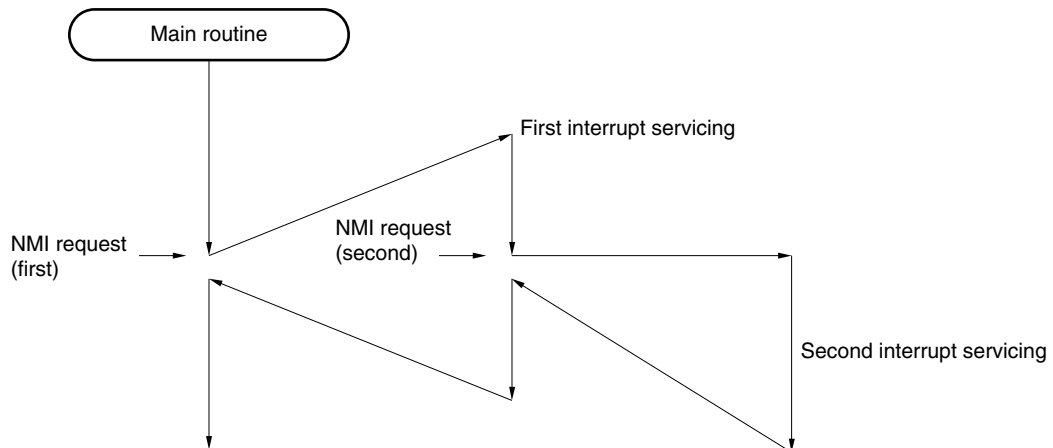 Main routine
First interrupt servicing
NMI request
(first)
NMI request
(second)
Second interrupt servicing